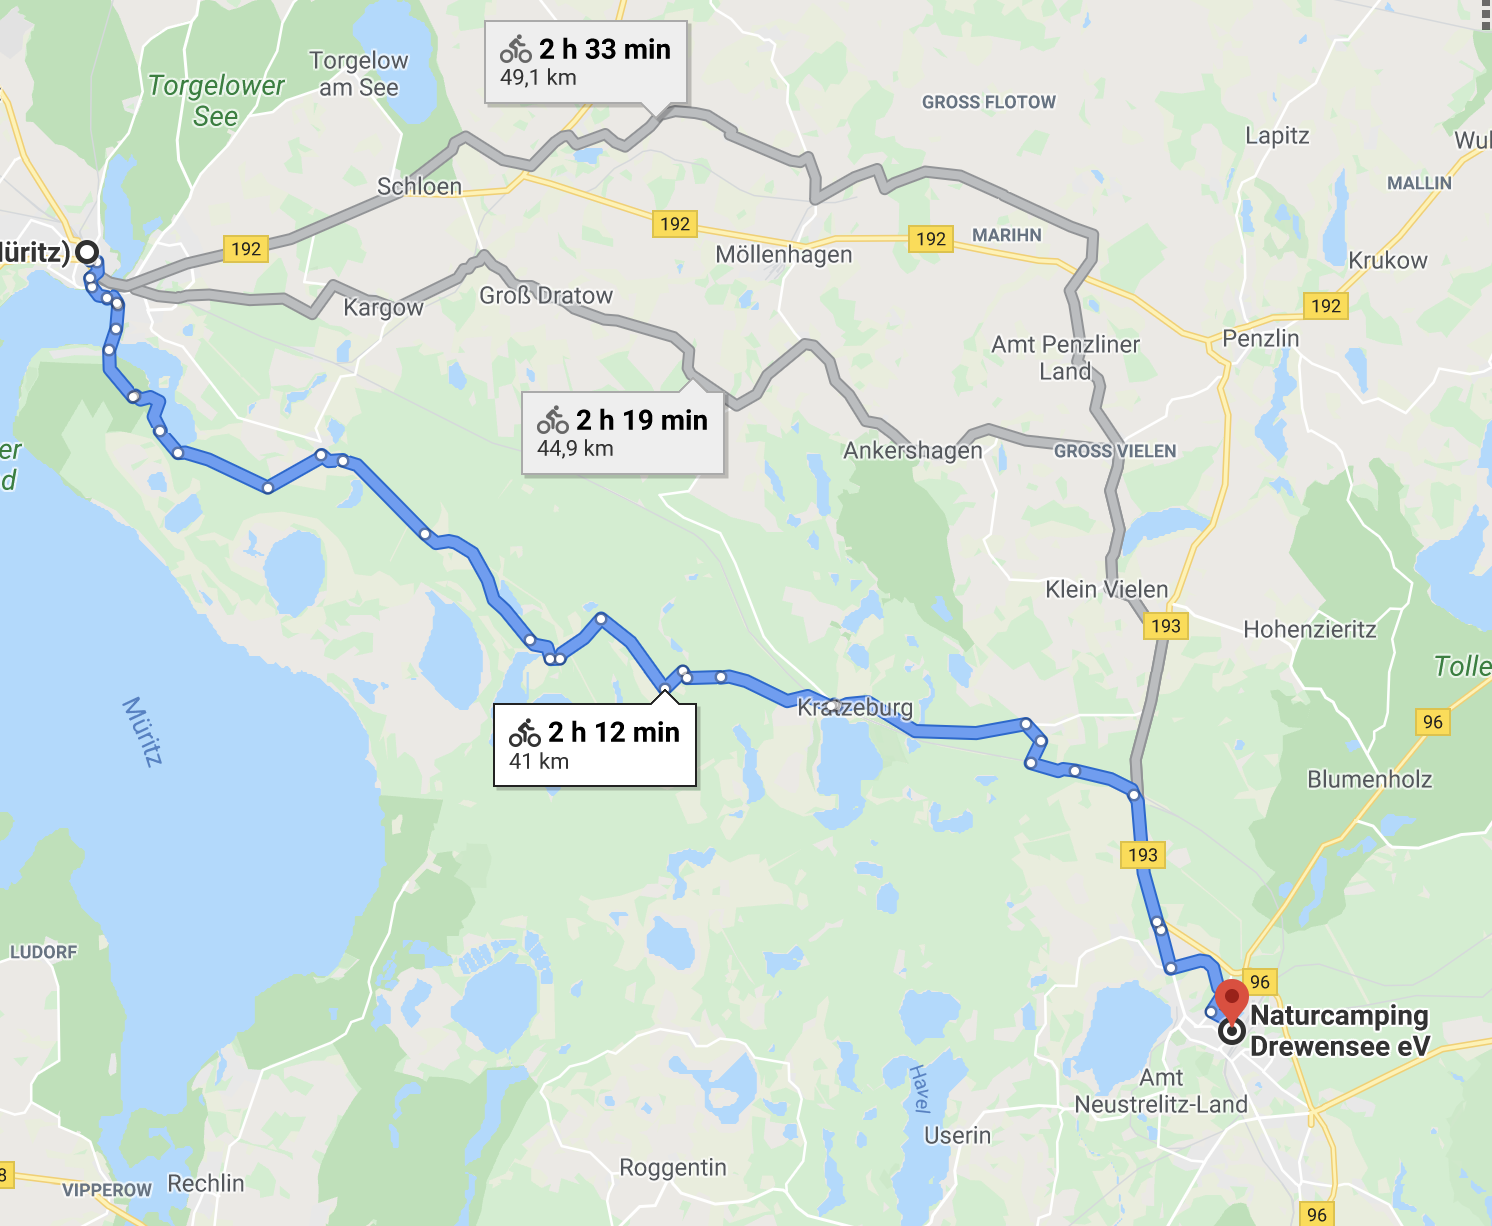 2 h 33 min
49,1 km
Torgelow
am See
Torgelower
See
GROSS FLOTOW
Lapitz
MALLIN
Schloen
192
192
192
MARIHN
Möllenhagen
üritz)
Krukow
Kargow
Groß Dratow
192
Penzlin
Amt Penzliner
Land
2 h 19 min
44,9 km
Ankershagen
GROSS VIELEN
Klein Vielen
193
Hohenzieritz
Tolle
Müritz
Kratzeburg
2 h 12 min
41 km
96
Blumenholz
193
LUDORF
96
Naturcamping
Drewensee eV
Amt
Neustrelitz-Land
Havel
Userin
Roggentin
8
VIPPEROW
Rechlin
96